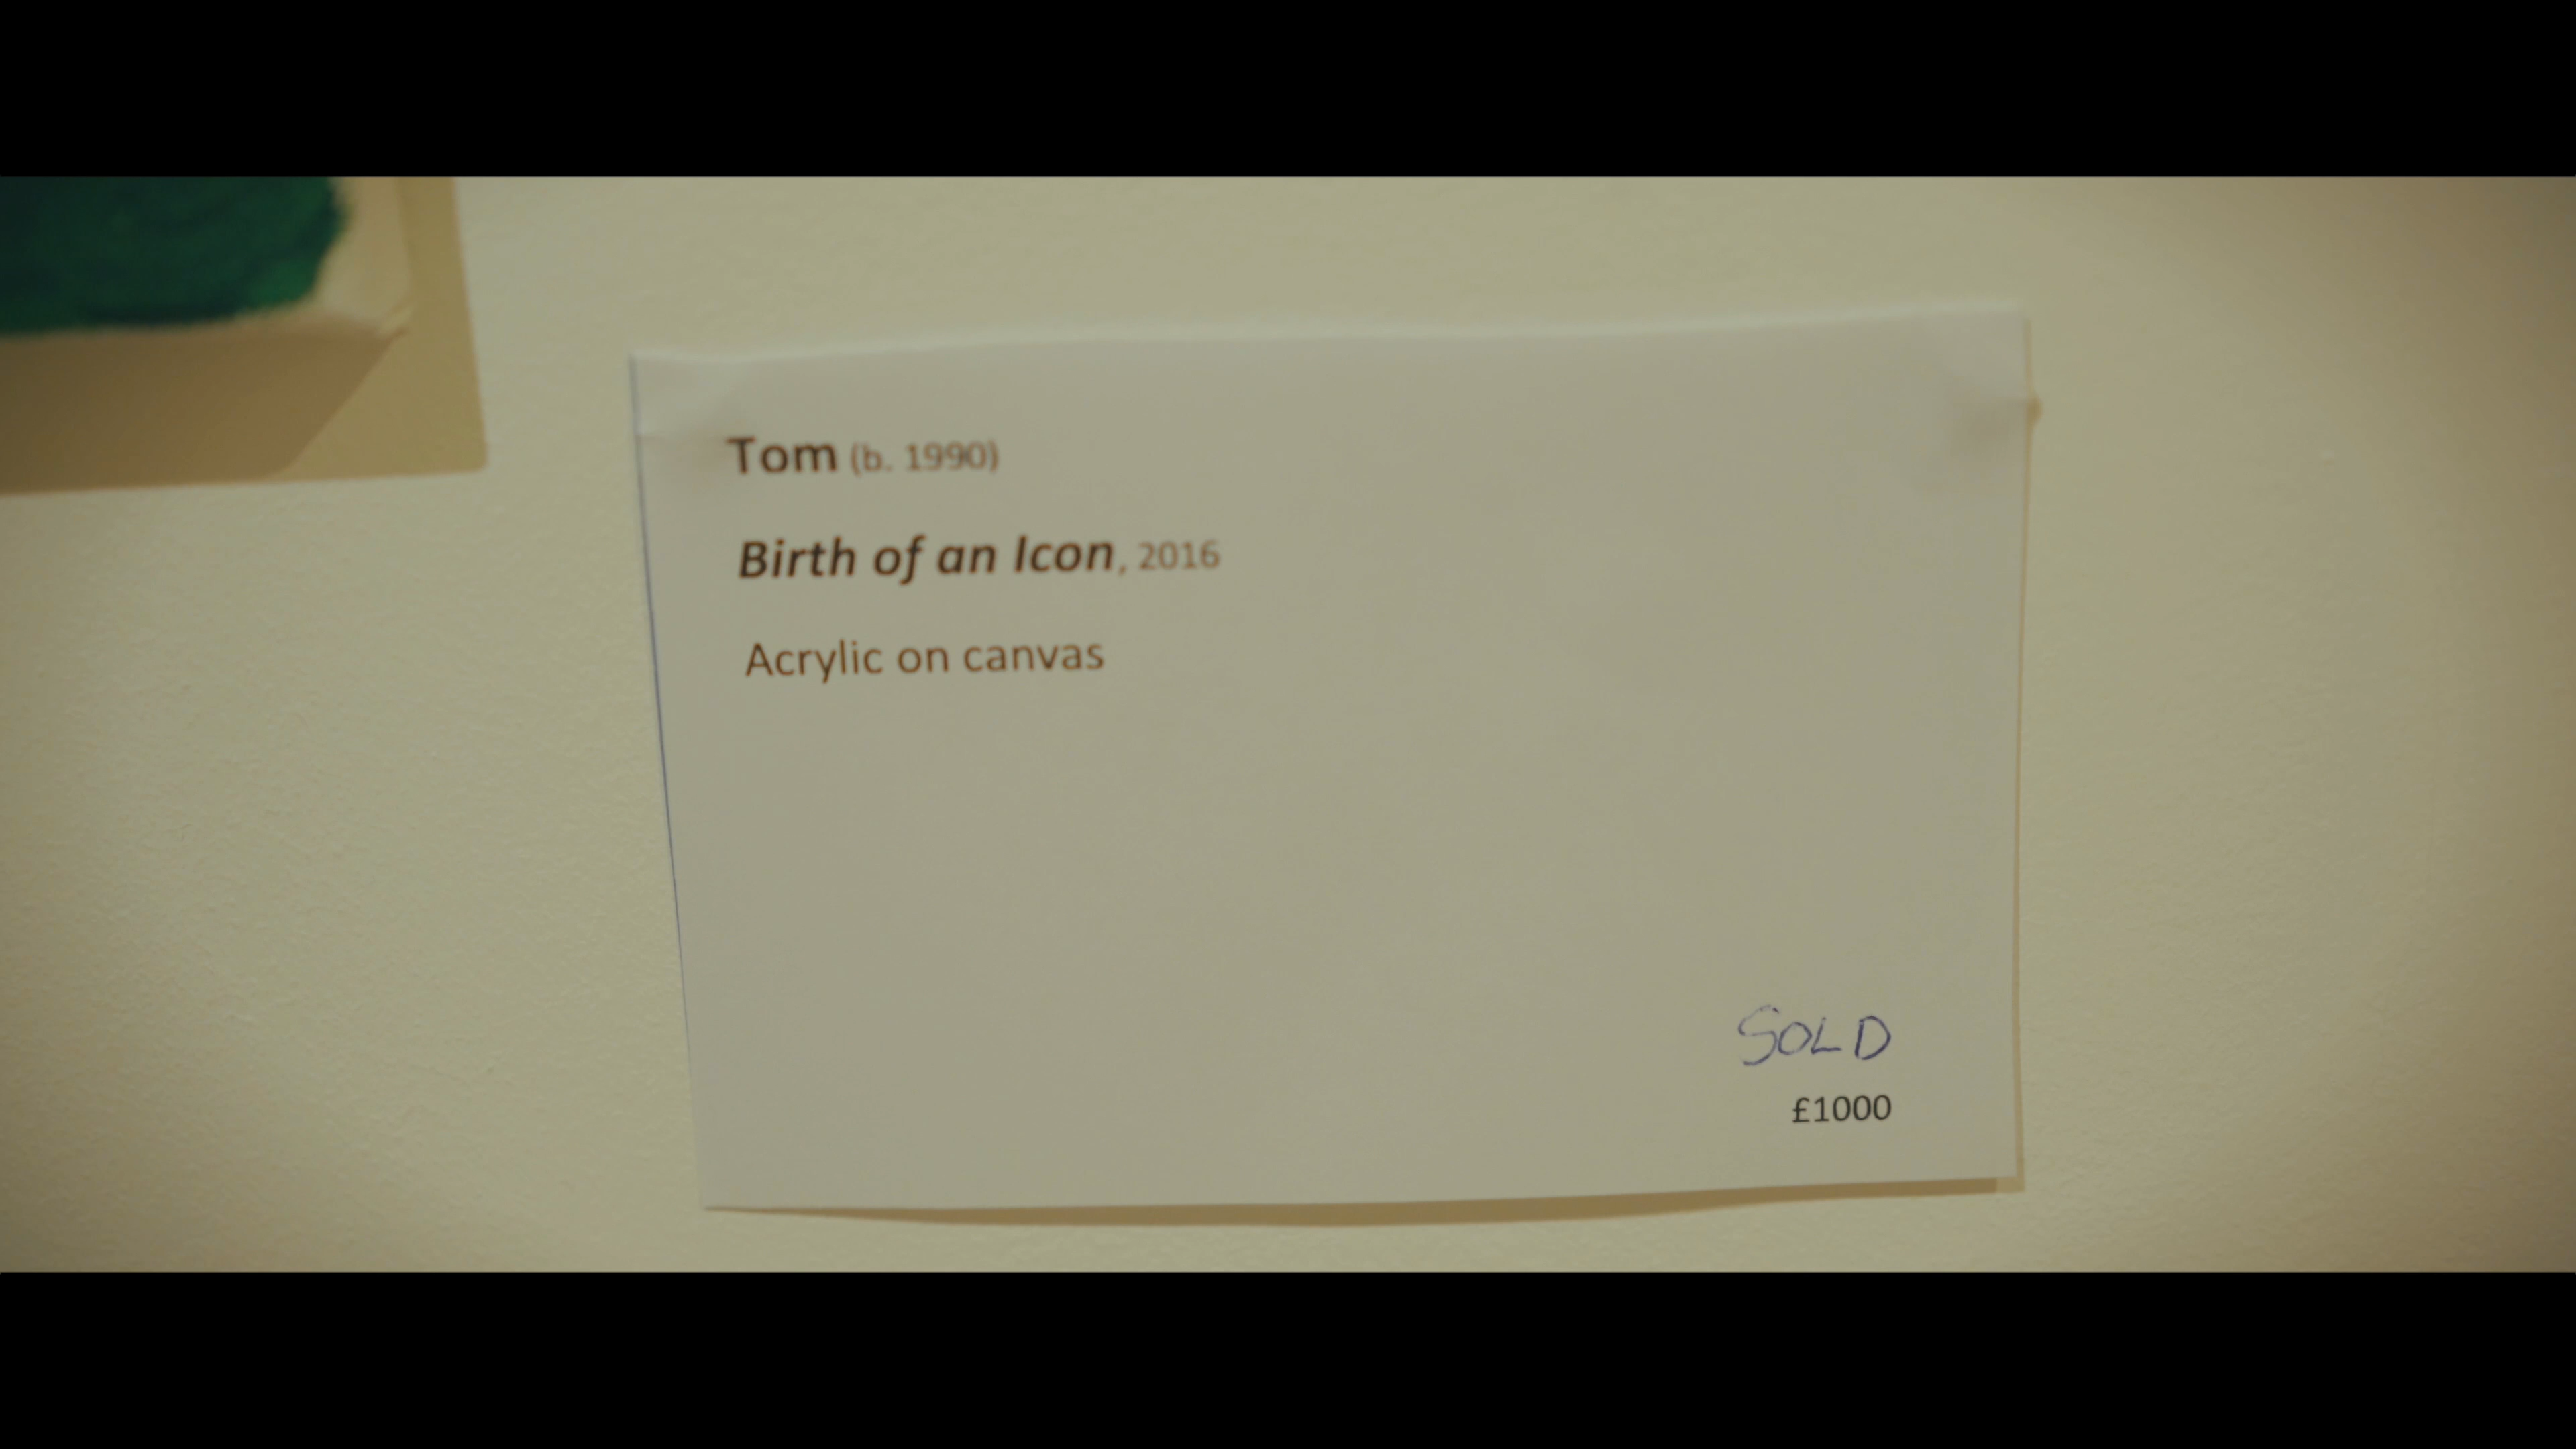 Tom (b. 1990)
Birth of an Icon, 2016
Acrylic on canvas
SOLD
£1000